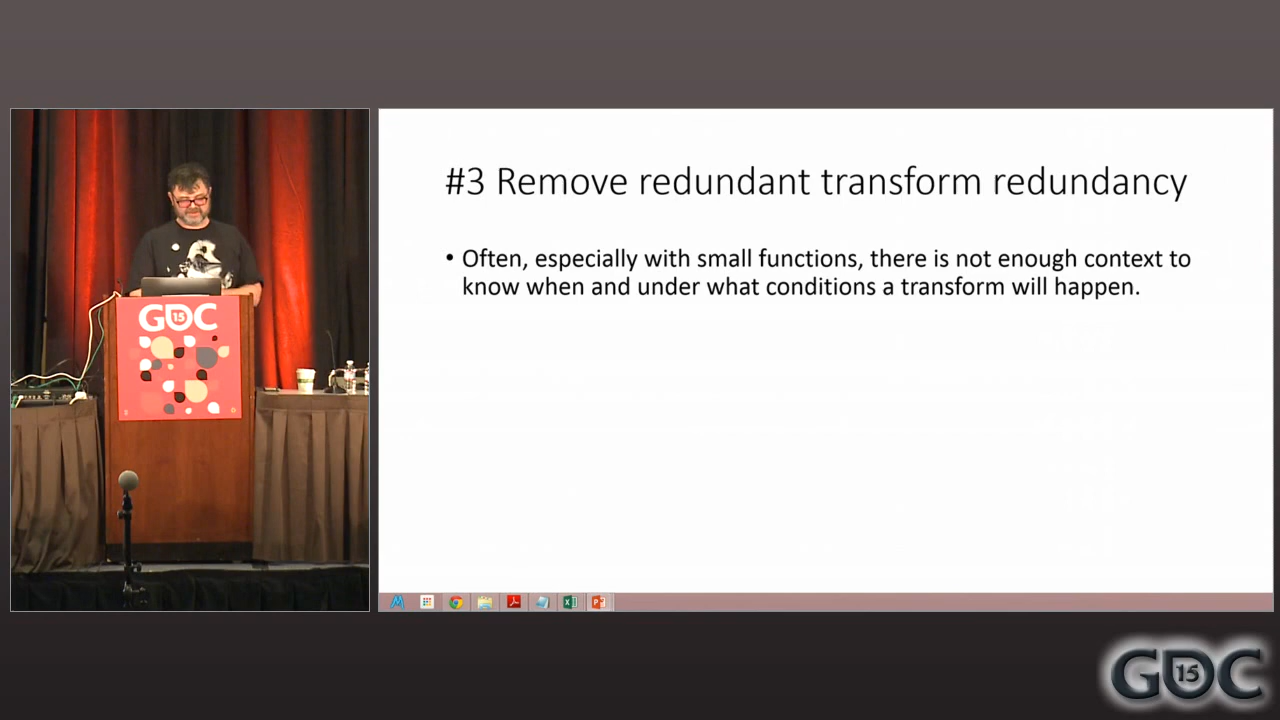 #3 Remove redundant transform redundancy
• Often, especially with small functions, there is not enough context to
know when and under what conditions a transform will happen.
GDC
15
GDC
15